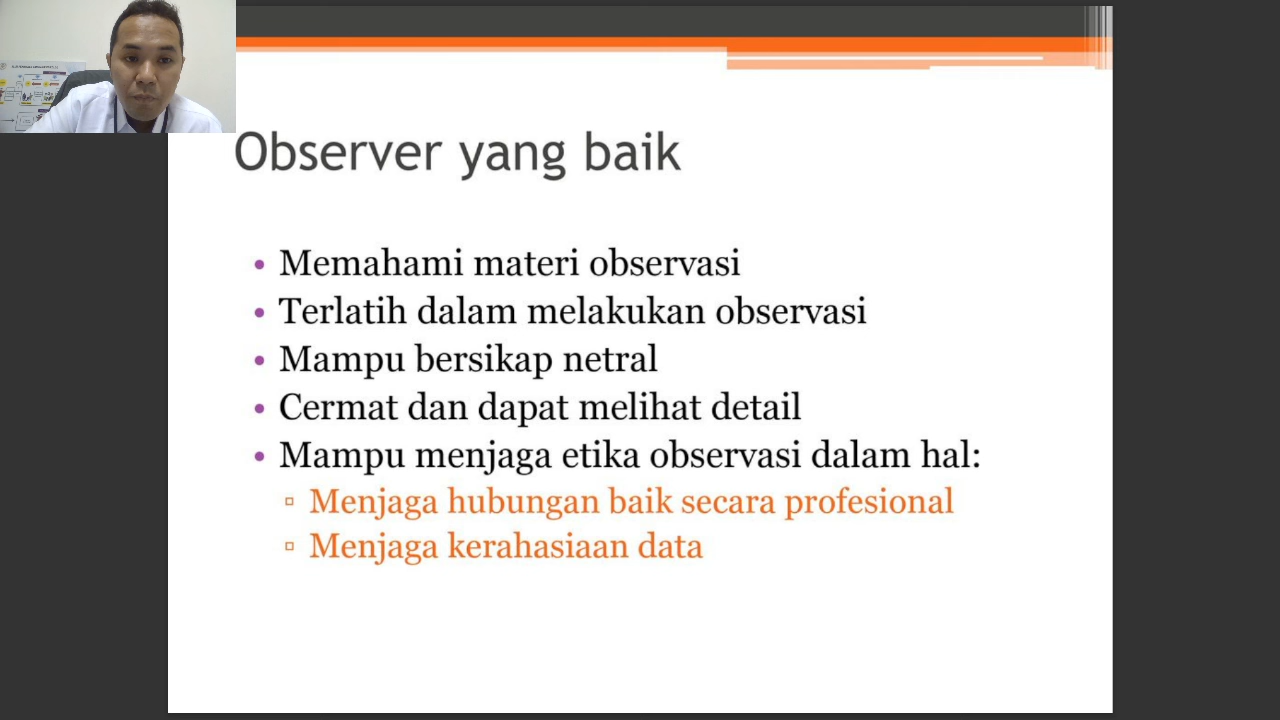 Observer yang baik
• Memahami materi observasi
• Terlatih dalam melakukan observasi
• Mampu bersikap netral
• Cermat dan dapat melihat detail
• Mampu menjaga etika observasi dalam hal:
▫ Menjaga hubungan baik secara profesional
▫ Menjaga kerahasiaan data